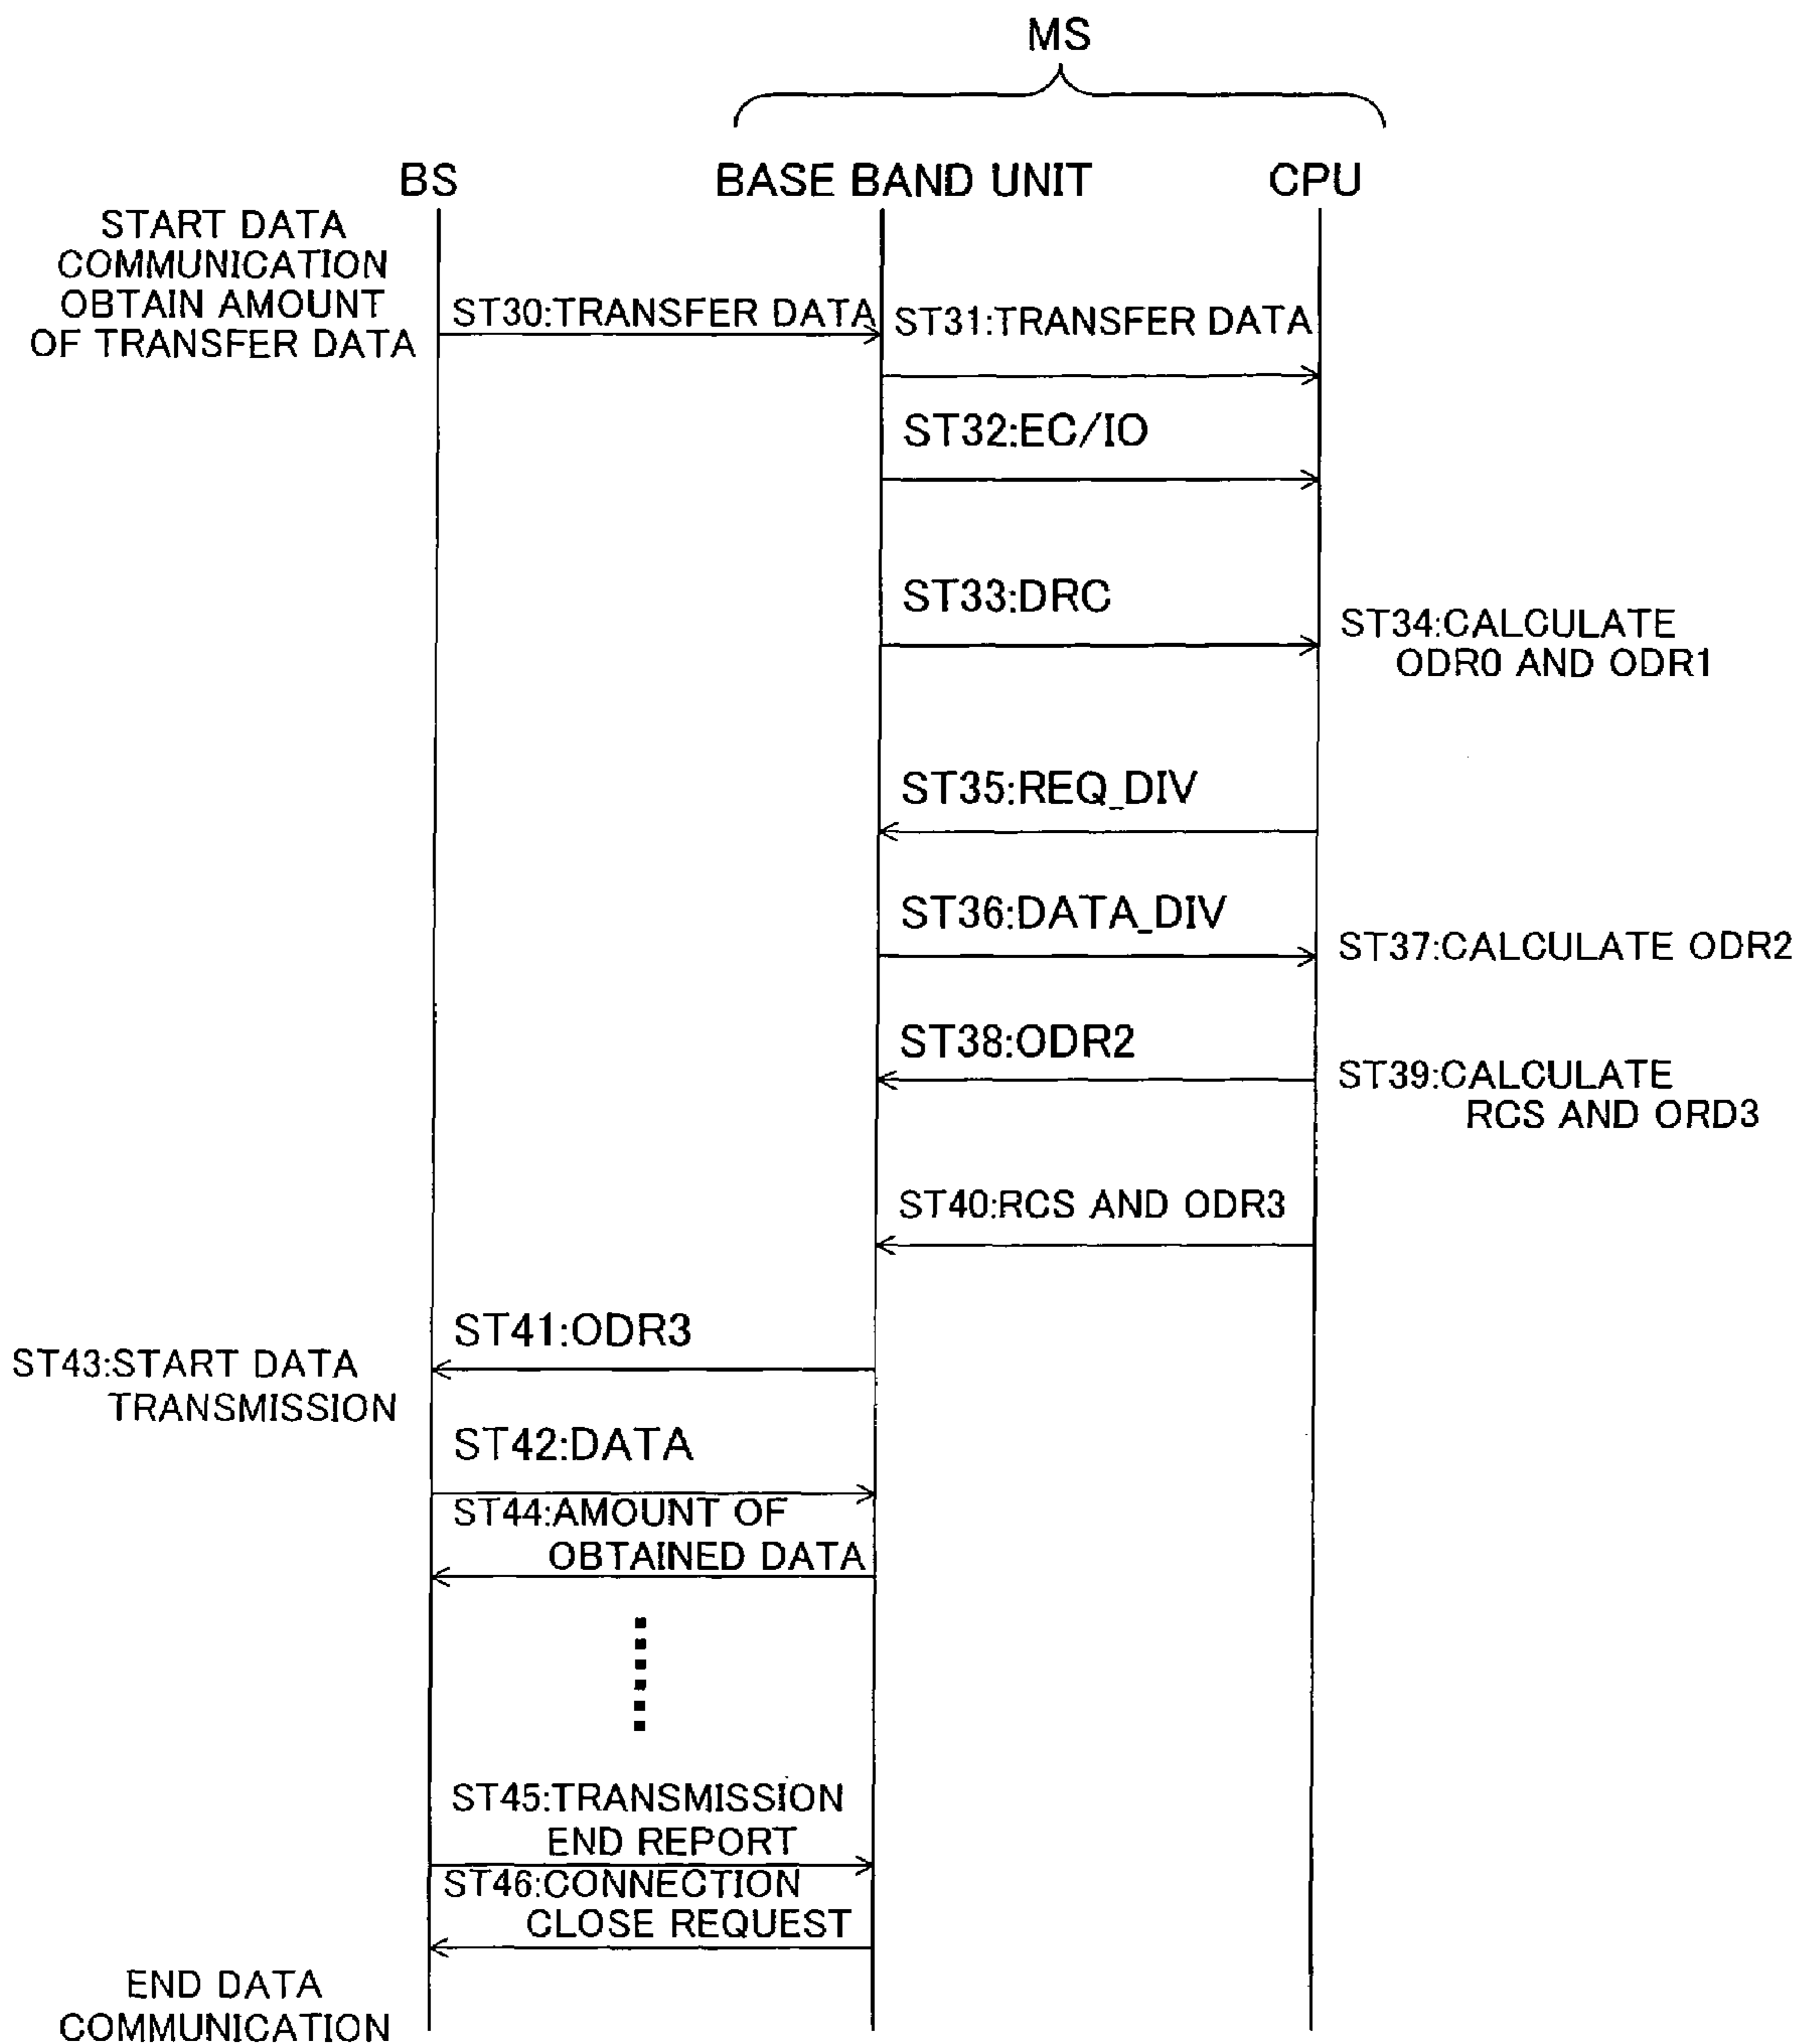 MS
BS
BASE BAND UNIT
CPU
START DATA
COMMUNICATION
OBTAIN AMOUNT
OF TRANSFER DATA
ST30:TRANSFER DATA
ST31:TRANSFER DATA
ST32:EC/IO
ST33:DRC
ST34:CALCULATE
ODR0 AND ODR1
ST35:REQ_DIV
ST36:DATA_DIV
ST37:CALCULATE ODR2
ST38:ODR2
ST39:CALCULATE
RCS AND ORD3
ST40:RCS AND ODR3
ST41:ODR3
ST43:START DATA
TRANSMISSION
ST42:DATA
ST44:AMOUNT OF
OBTAINED DATA
ST45:TRANSMISSION
END REPORT
ST46:CONNECTION
CLOSE REQUEST
END DATA
COMMUNICATION